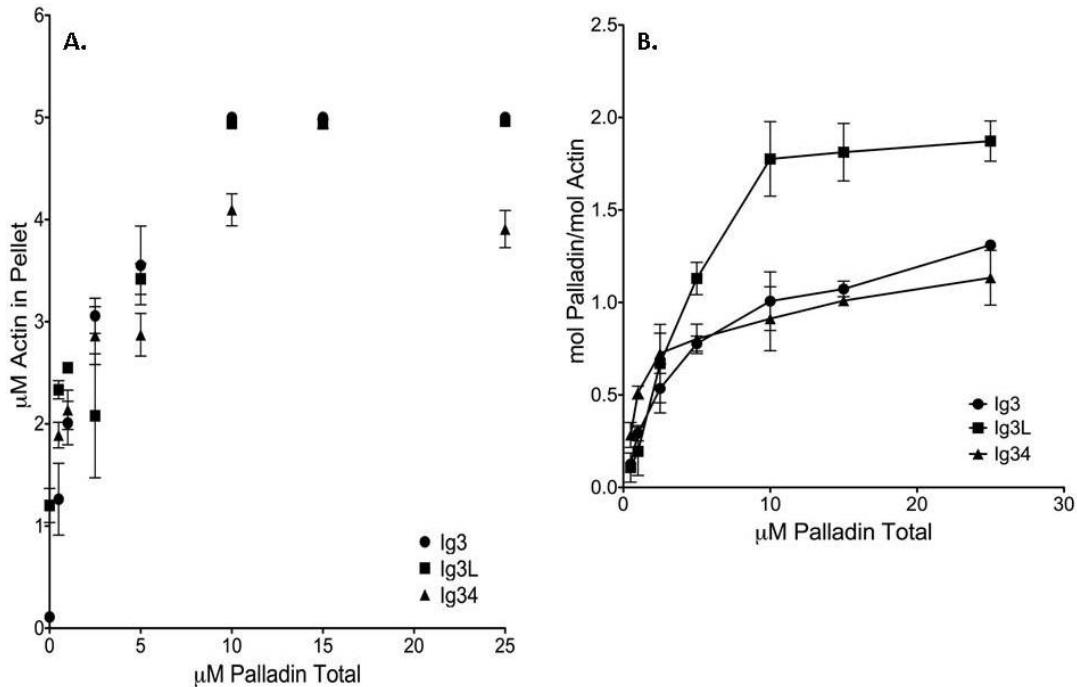 A.
μM Actin in Pellet
6
5
4
3
2
1
0
0 5 10 15 20 25
μM Palladin Total
Ig3
Ig3L
Ig34
B.
mol Palladin/mol Actin
2.5
2.0
1.5
1.0
0.5
0.0
0 10 20 30
μM Palladin Total
Ig3
Ig3L
Ig34